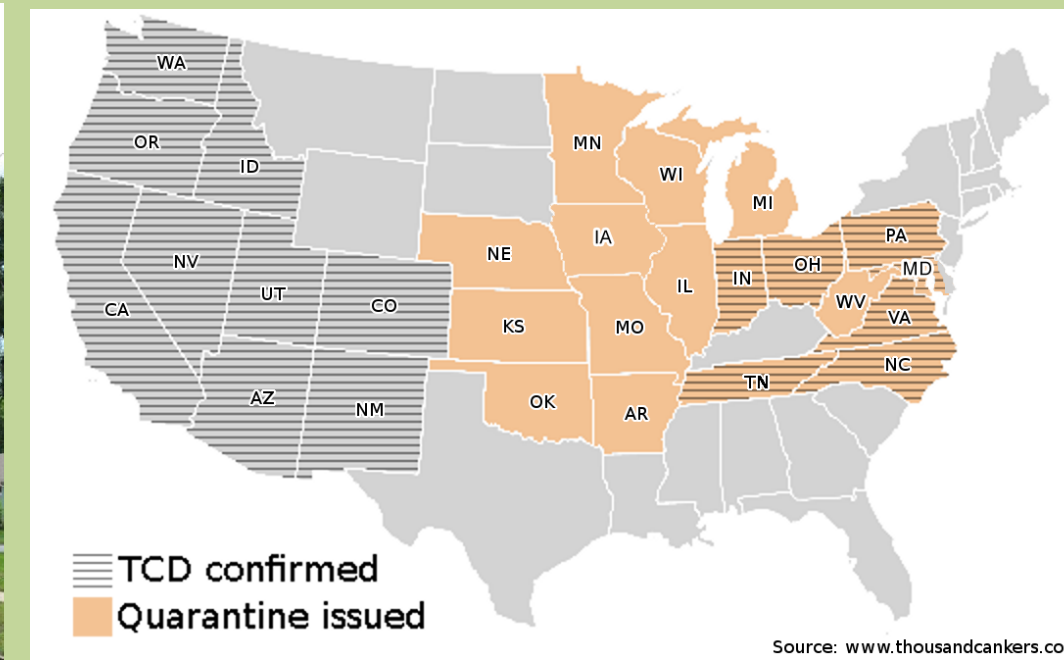 WA
OR
ID
MN
WI
MI
NV
NE
IA
PA
UT
CO
IL
IN
OH
MD
CA
KS
MO
WV
VA
AZ
NM
OK
AR
TN
NC
TCD confirmed
Quarantine issued
Source: www.thousandcankers.co